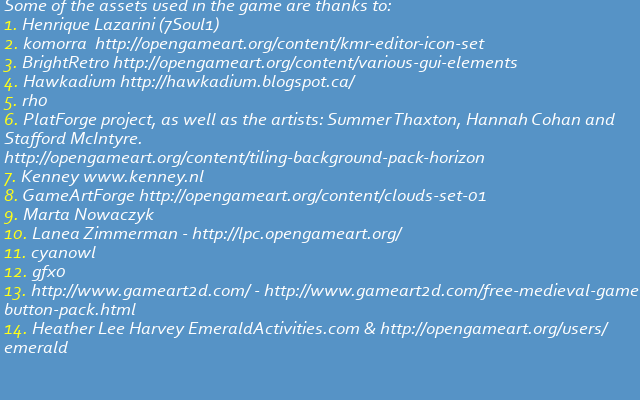 Some of the assets used in the game are thanks to:
1. Henrique Lazarini (7Soul1)
2. komorra  http://opengameart.org/content/kmr-editor-icon-set
3. BrightRetro http://opengameart.org/content/various-gui-elements
4. Hawkadium http://hawkadium.blogspot.ca/
5. rho
6. PlatForge project, as well as the artists: Summer Thaxton, Hannah Cohan and
Stafford McIntyre.
http://opengameart.org/content/tiling-background-pack-horizon
7. Kenney www.kenney.nl
8. GameArtForge http://opengameart.org/content/clouds-set-01
9. Marta Nowaczyk
10. Lanea Zimmerman - http://lpc.opengameart.org/
11. cyanowl
12. gfx0
13. http://www.gameart2d.com/ - http://www.gameart2d.com/free-medieval-game
button-pack.html
14. Heather Lee Harvey EmeraldActivities.com & http://opengameart.org/users/
emerald